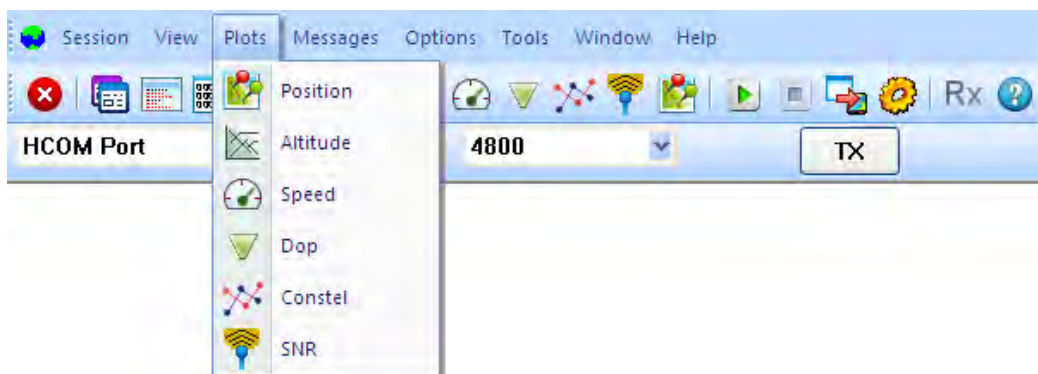 Session View Plots Messages Options Tools Window Help
Rx
HCOM Port 4800 TX
Position
Altitude
Speed
Dop
Constel
SNR